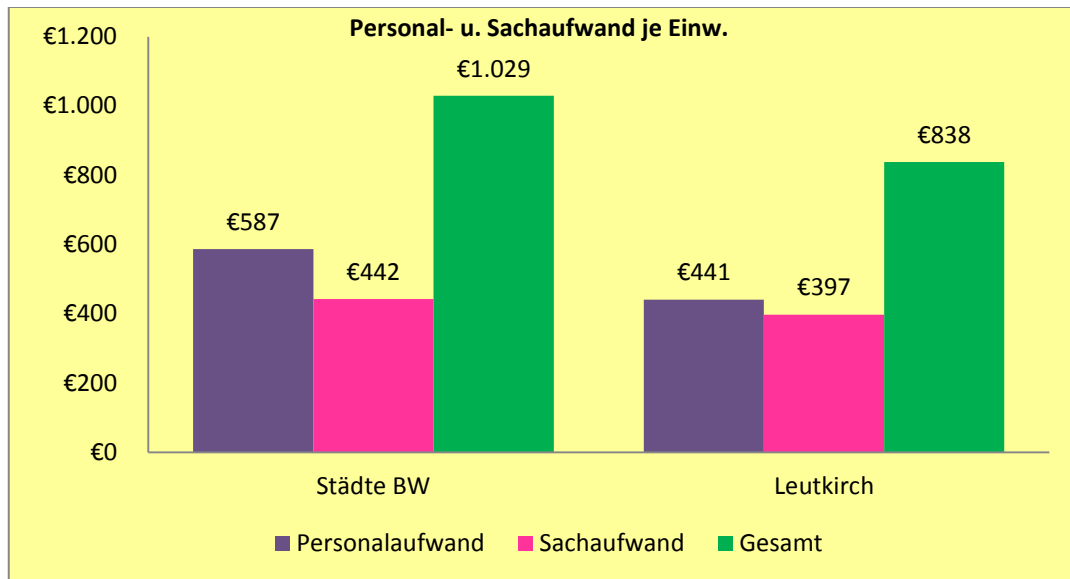 Personal- u. Sachaufwand je Einw.
€1.200
€1.000
€800
€600
€400
€200
€0
€587
€442
€1.029
€441
€397
€838
Städte BW
Leutkirch
Personalaufwand
Sachaufwand
Gesamt